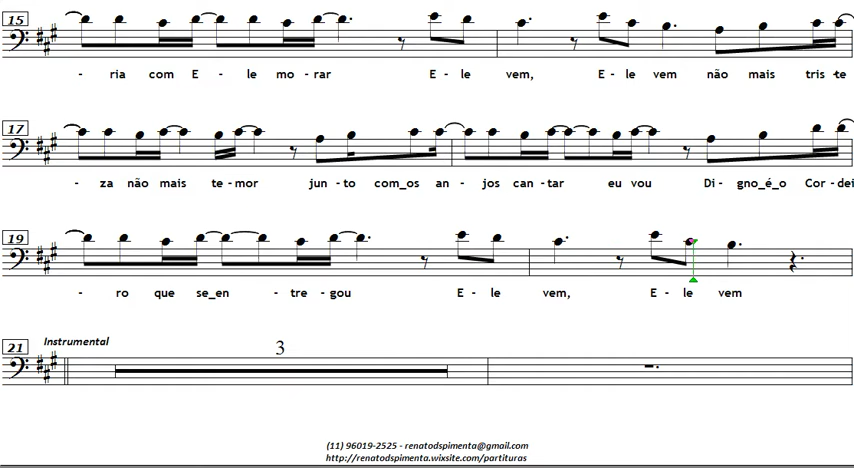 15
- ria com E - le mo - rar E - le vem, E - le vem não mais tris - te
17
- za não mais te - mor jun - to com_os an - jos can - tar eu vou Di - gno_é_o Cor - dei
19
- ro que se_en - tre - gou E - le vem, E - le vem
21 Instrumental 3
(11) 96019-2525 - renatodspimenta@gmail.com
http://renatodspimenta.wixsite.com/partituras